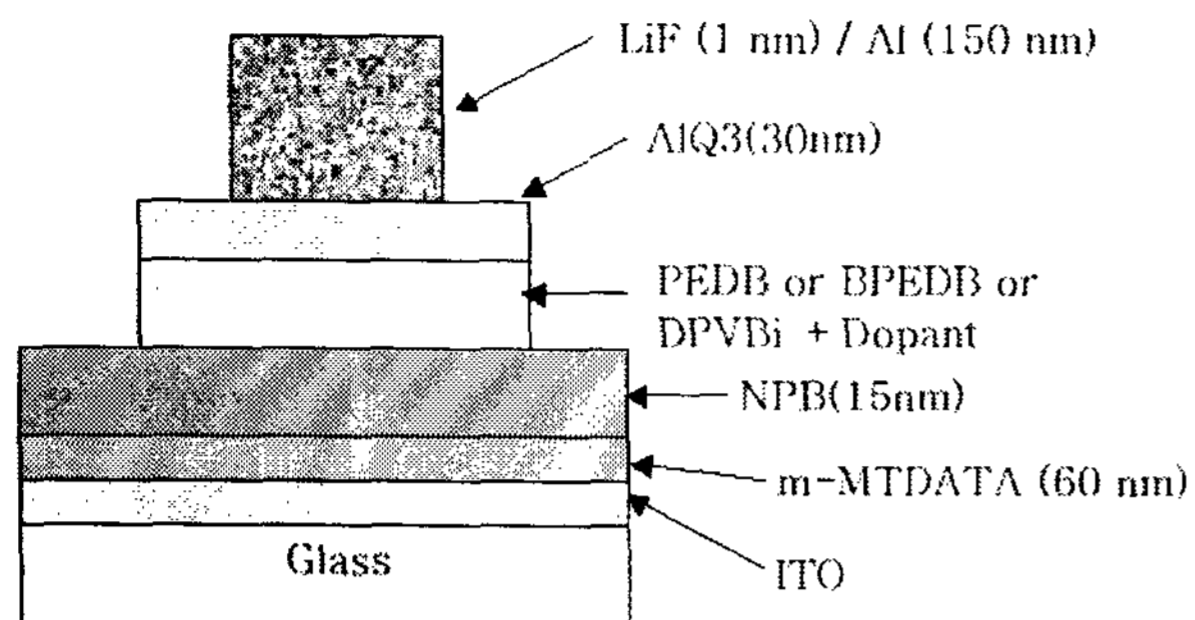 LiF (1 nm) / Al (150 nm)
AlQ3(30nm)
PEDB or BPEDB or
DPVBi + Dopant
NPB(15nm)
m-MTDATA (60 nm)
ITO
Glass